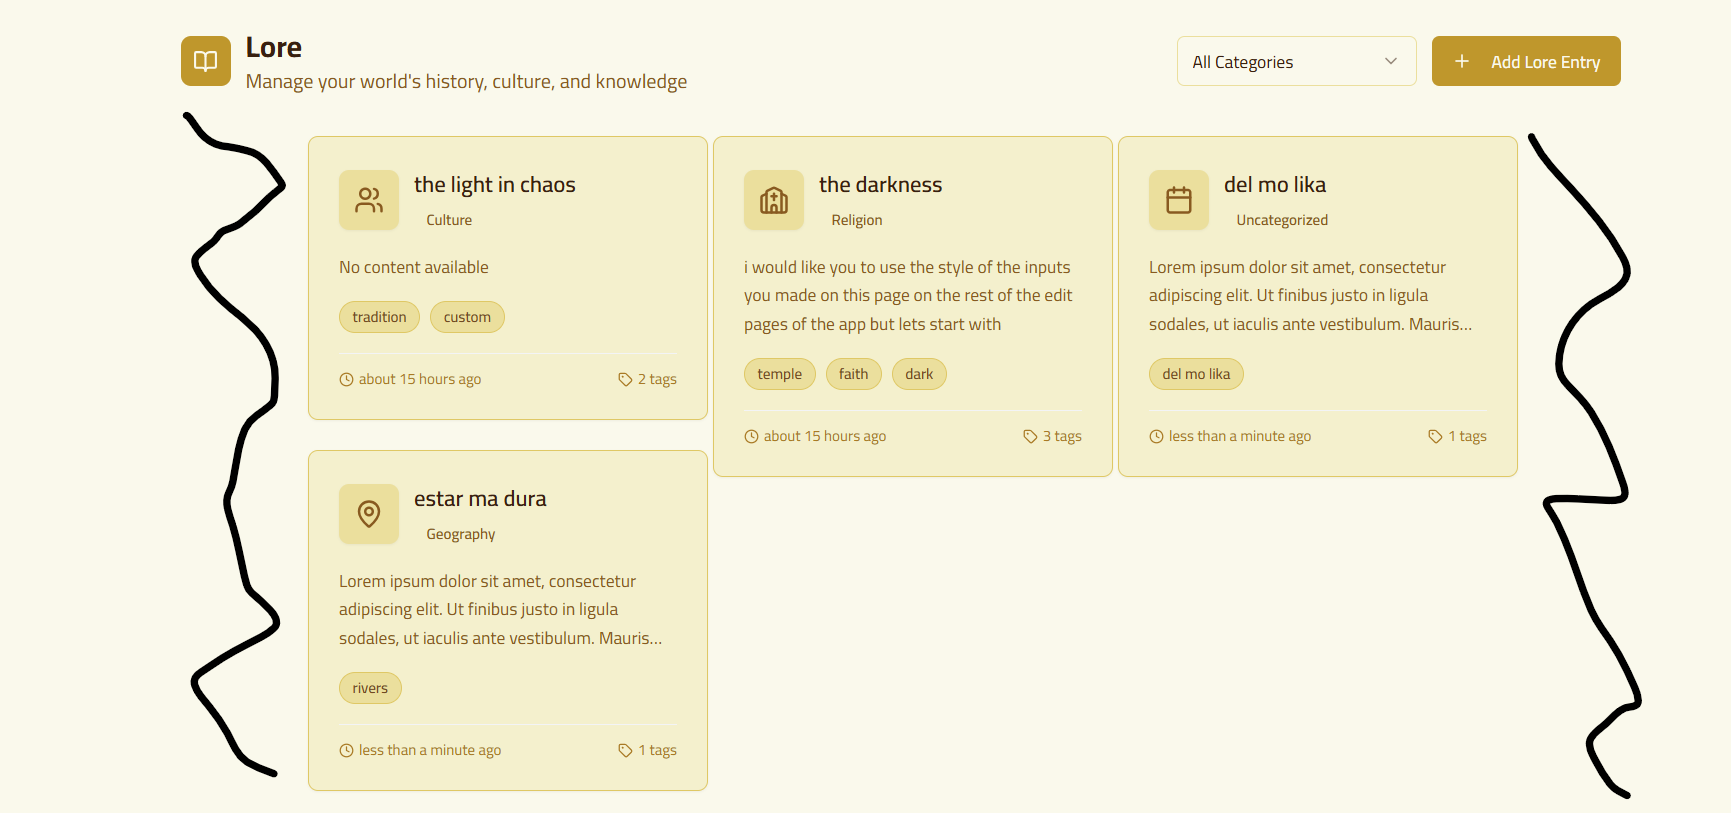 Lore
Manage your world's history, culture, and knowledge
All Categories
Add Lore Entry
the light in chaos
Culture
No content available
tradition
custom
about 15 hours ago
2 tags
the darkness
Religion
i would like you to use the style of the inputs
you made on this page on the rest of the edit
pages of the app but lets start with
temple
faith
dark
about 15 hours ago
3 tags
del mo lika
Uncategorized
Lorem ipsum dolor sit amet, consectetur
adipiscing elit. Ut finibus justo in ligula
sodales, ut iaculis ante vestibulum. Mauris...
del mo lika
less than a minute ago
1 tags
estar ma dura
Geography
Lorem ipsum dolor sit amet, consectetur
adipiscing elit. Ut finibus justo in ligula
sodales, ut iaculis ante vestibulum. Mauris...
rivers
less than a minute ago
1 tags